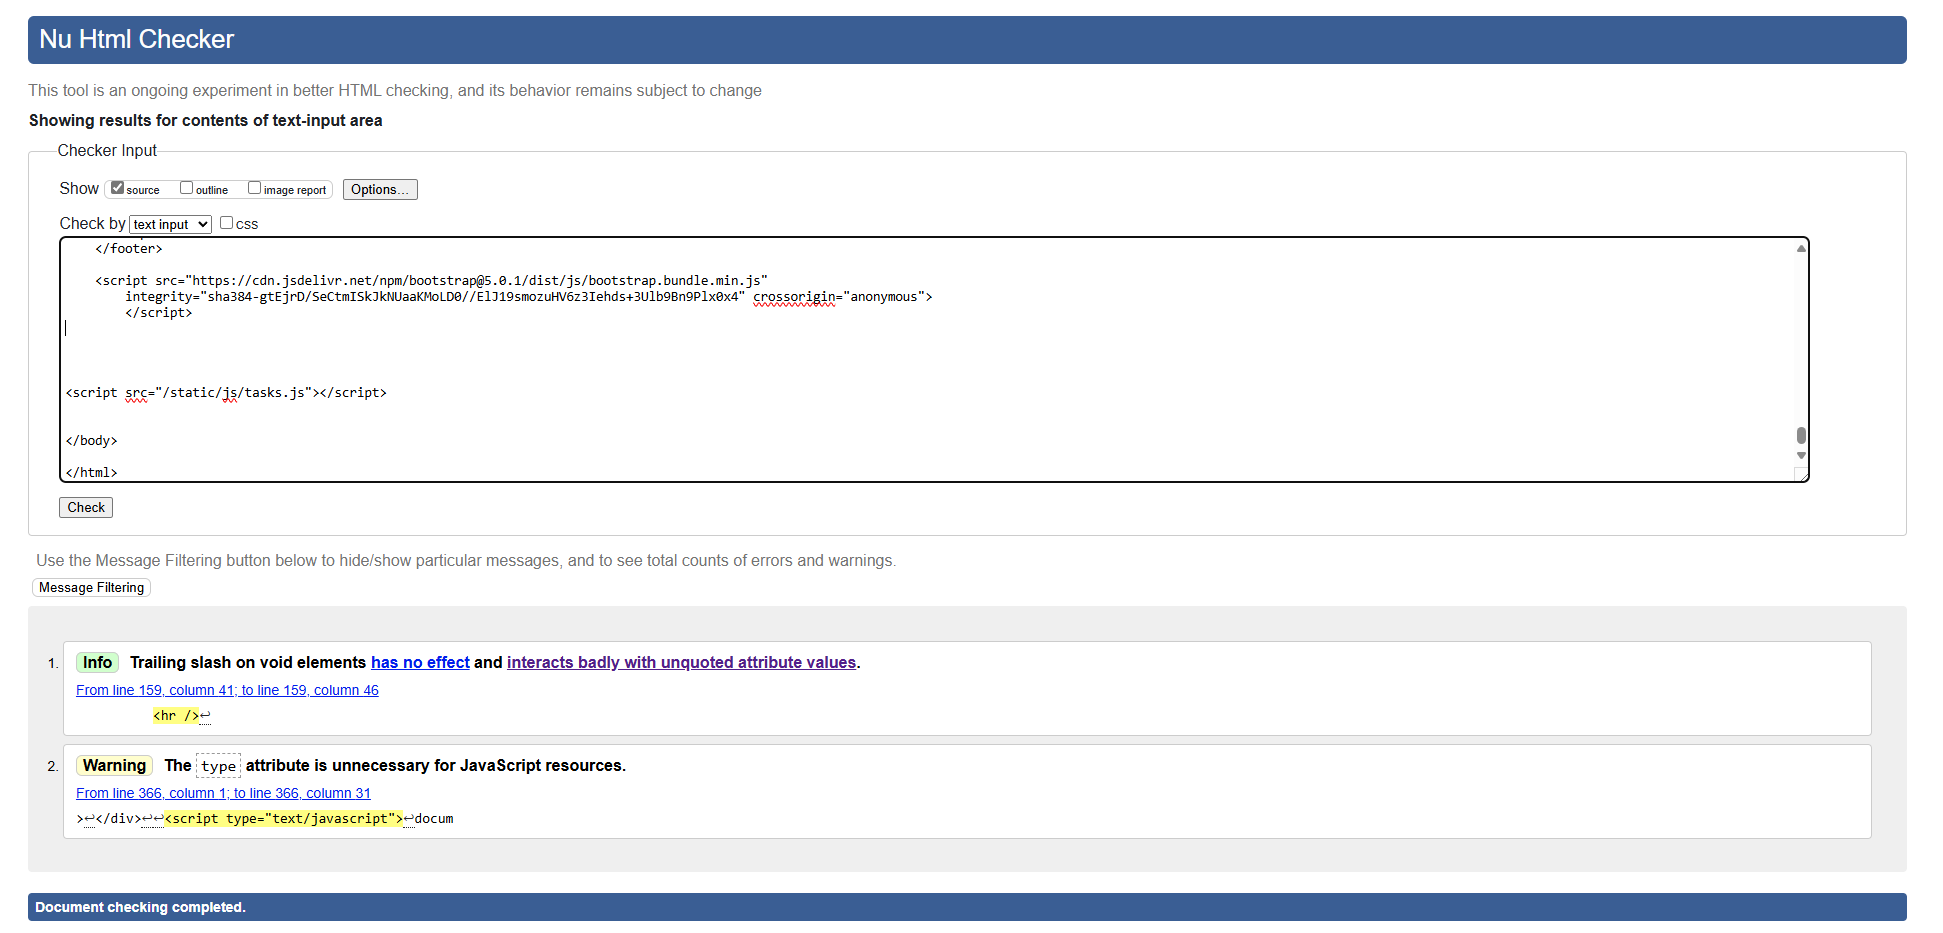 Nu Html Checker
This tool is an ongoing experiment in better HTML checking, and its behavior remains subject to change
Showing results for contents of text-input area
Checker Input
Show source outline image report Options...
Check by text input css
</footer>
<script src="https://cdn.jsdelivr.net/npm/bootstrap@5.0.1/dist/js/bootstrap.bundle.min.js"
integrity="sha384-gtEjrD/SeCtmISkJkNUaaKMoLD0//ElJ19smozuHV6z3Iehds+3Ulb9Bn9Plx0x4" crossorigin="anonymous">
</script>
<script src="/static/js/tasks.js"></script>
</body>
</html>
Check
Use the Message Filtering button below to hide/show particular messages, and to see total counts of errors and warnings.
Message Filtering
1. Info Trailing slash on void elements has no effect and interacts badly with unquoted attribute values.
From line 159, column 41; to line 159, column 46
<hr />↩
2. Warning The type attribute is unnecessary for JavaScript resources.
From line 366, column 1; to line 366, column 31
>↩</div>↩↩<script type="text/javascript">↩docum
Document checking completed.